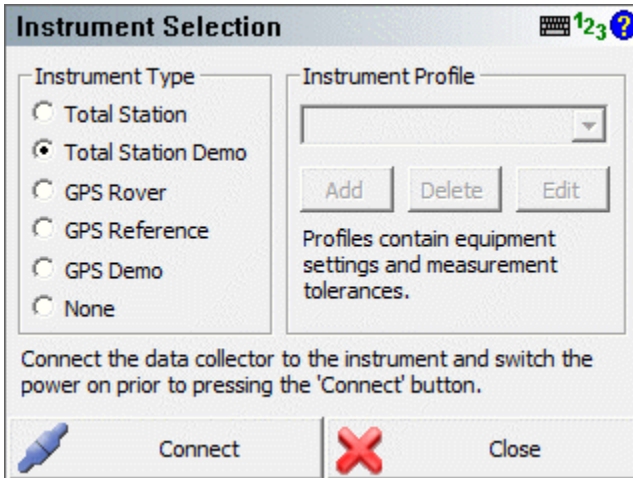 Instrument Selection
123 ?
Instrument Type
Total Station
Total Station Demo
GPS Rover
GPS Reference
GPS Demo
None
Instrument Profile
Add Delete Edit
Profiles contain equipment
settings and measurement
tolerances.
Connect the data collector to the instrument and switch the
power on prior to pressing the 'Connect' button.
Connect Close